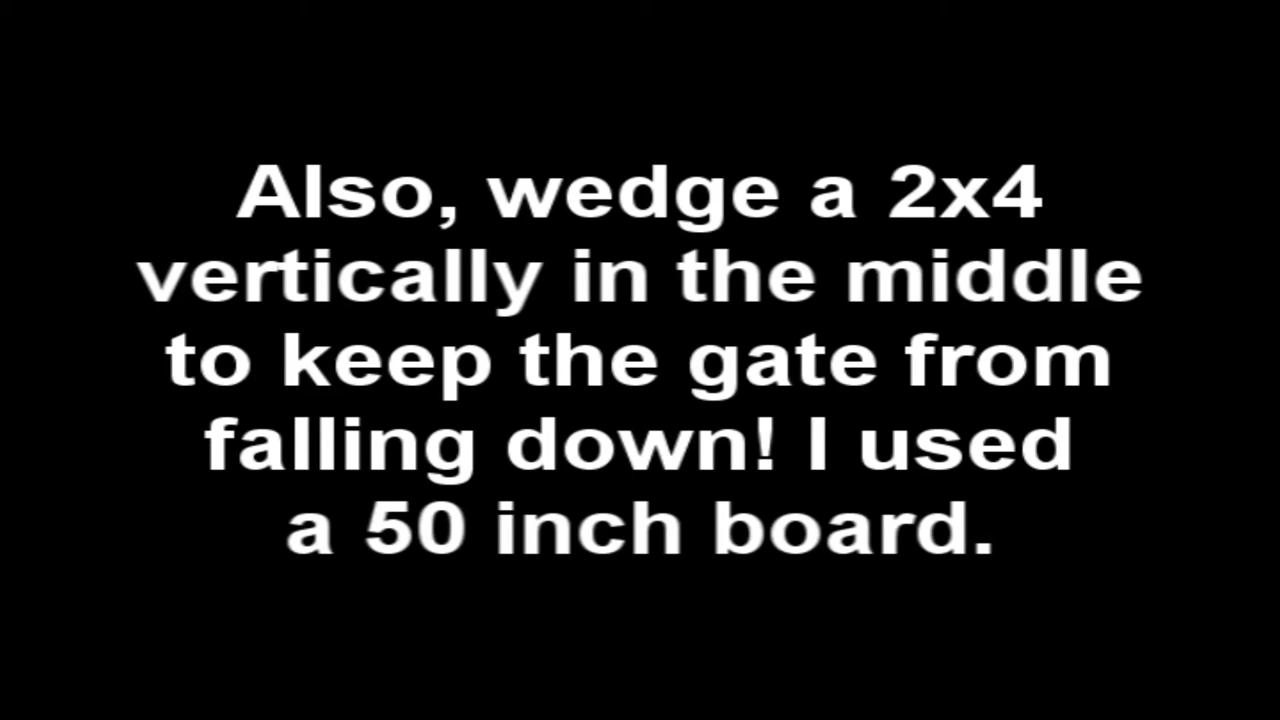 Also, wedge a 2x4
vertically in the middle
to keep the gate from
falling down! I used
a 50 inch board.